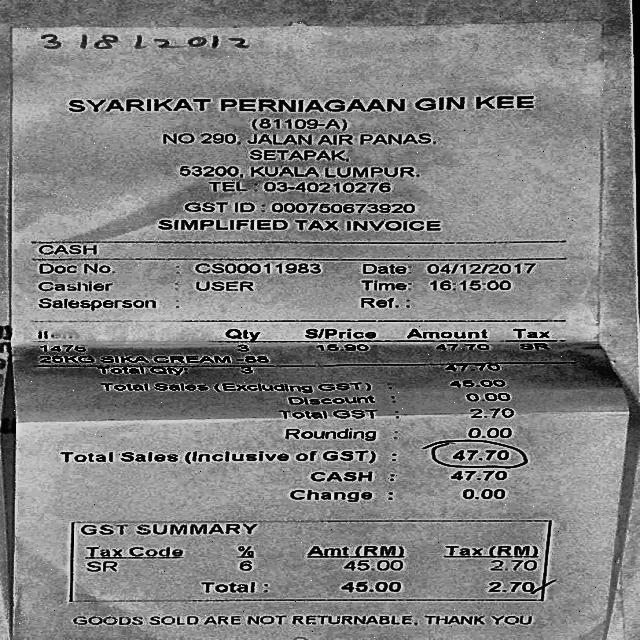 3 1812012
SYARIKAT PERNIAGAAN GIN KEE
(81109-A)
NO 290, JALAN AIR PANAS,
SETAPAK,
53200, KUALA LUMPUR.
TEL : 03-40210276
GST ID : 000750673920
SIMPLIFIED TAX INVOICE
CASH
Doc No. : CS00011983 Date: 04/12/2017
Cashier : USER Time: 16:15:00
Salesperson : Ref. :
Item Qty S/Price Amount Tax
1475 3 15.90 47.70 SR
25KG SIKA CREAM -BS
Total Qty: 3 47.70
Total Sales (Excluding GST) : 45.00
Discount : 0.00
Total GST : 2.70
Rounding : 0.00
Total Sales (Inclusive of GST) : 47.70
CASH : 47.70
Change : 0.00
GST SUMMARY
Tax Code % Amt (RM) Tax (RM)
SR 6 45.00 2.70
Total : 45.00 2.70
GOODS SOLD ARE NOT RETURNABLE, THANK YOU